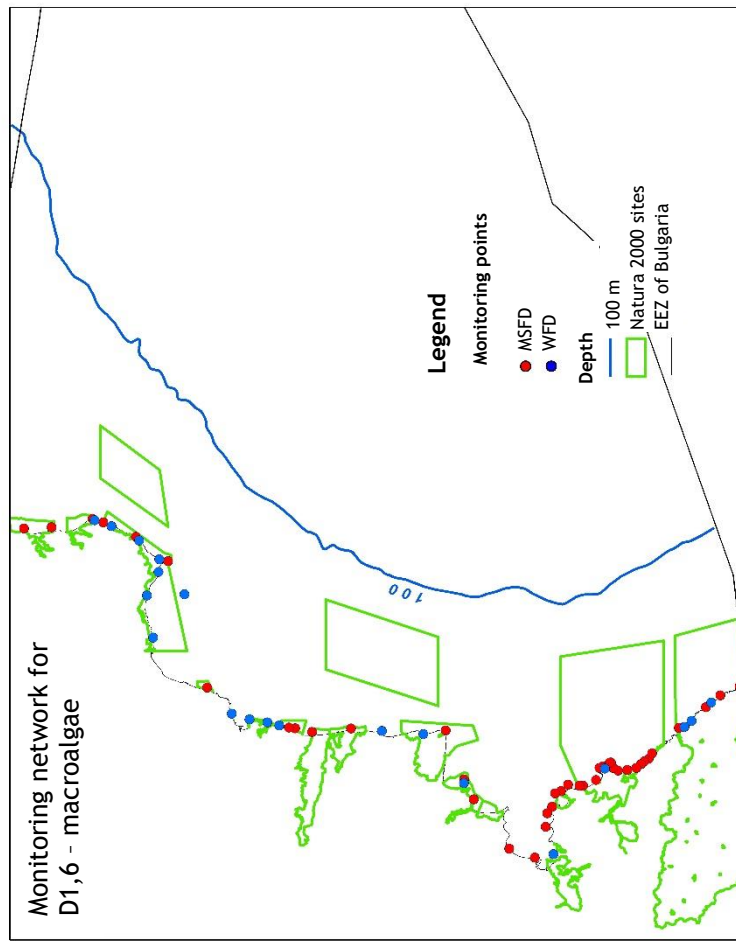 Monitoring network for
D1,6 - macroalgae
100
Legend
Monitoring points
MSFD
WFD
Depth
100 m
Natura 2000 sites
EEZ of Bulgaria